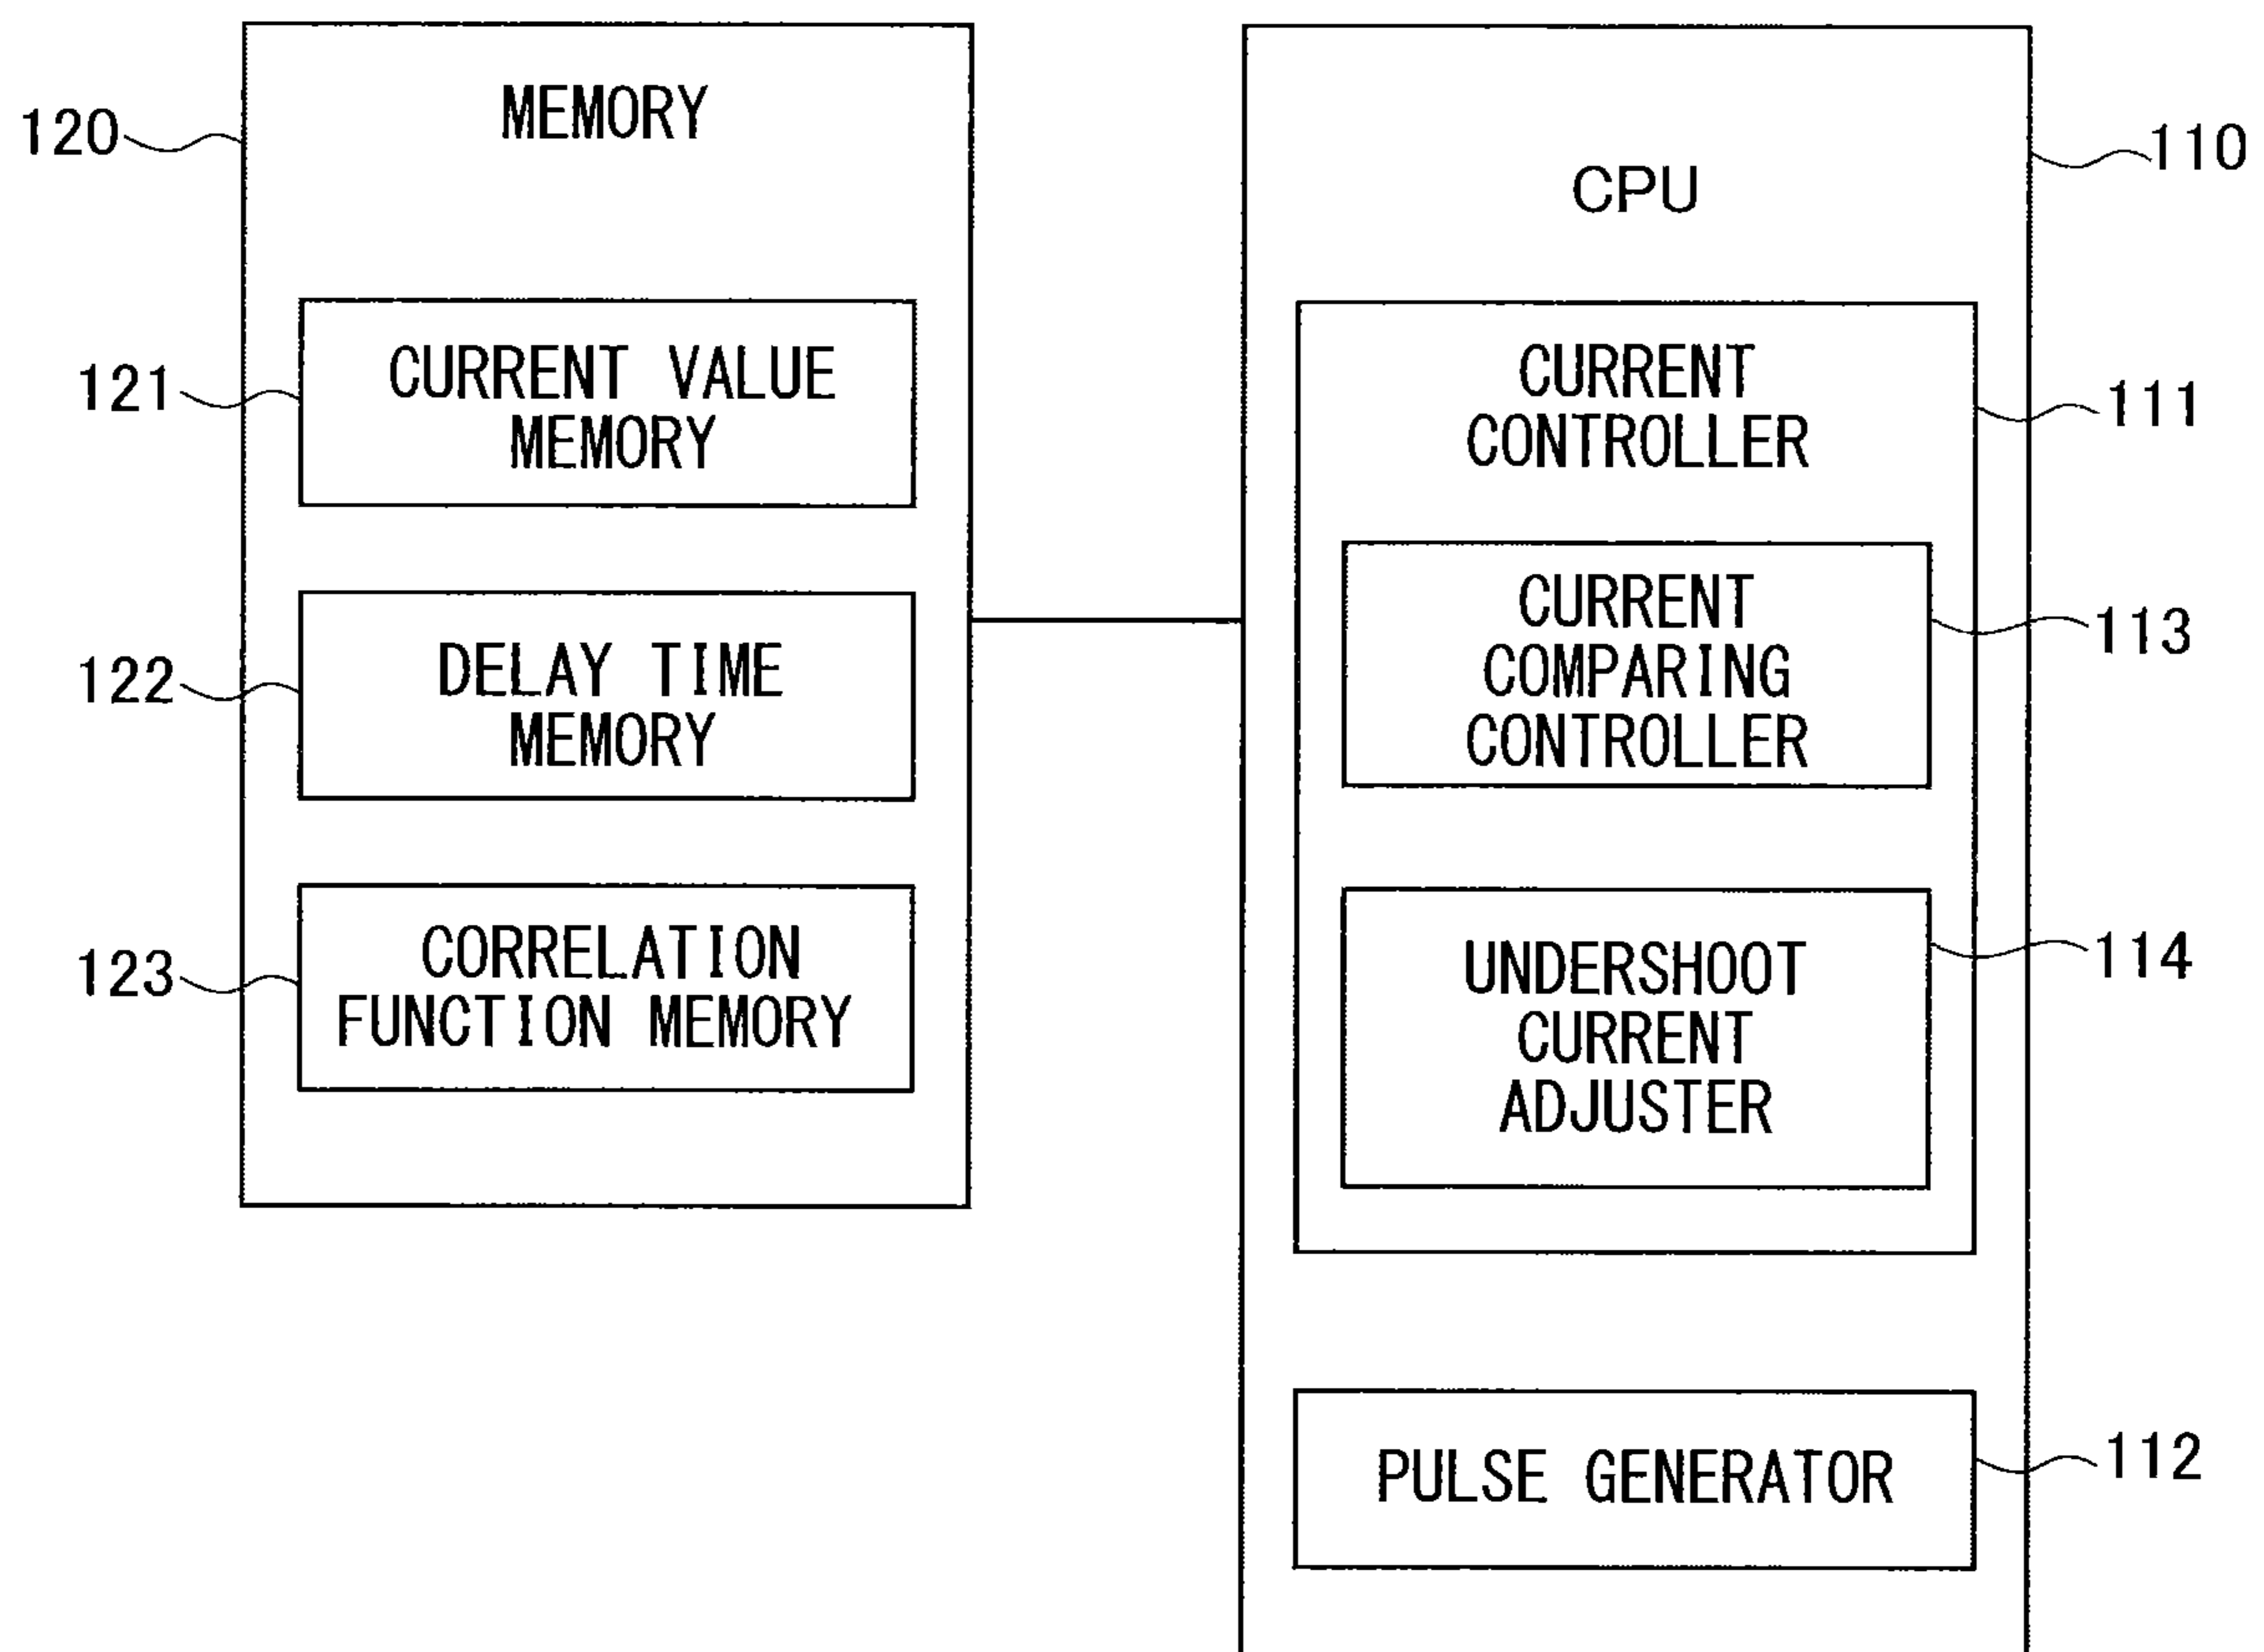 MEMORY
120
CURRENT VALUE
MEMORY
121
DELAY TIME
MEMORY
122
CORRELATION
FUNCTION MEMORY
123
CPU
110
CURRENT
CONTROLLER
111
CURRENT
COMPARING
CONTROLLER
113
UNDERSHOOT
CURRENT
ADJUSTER
114
PULSE GENERATOR
112